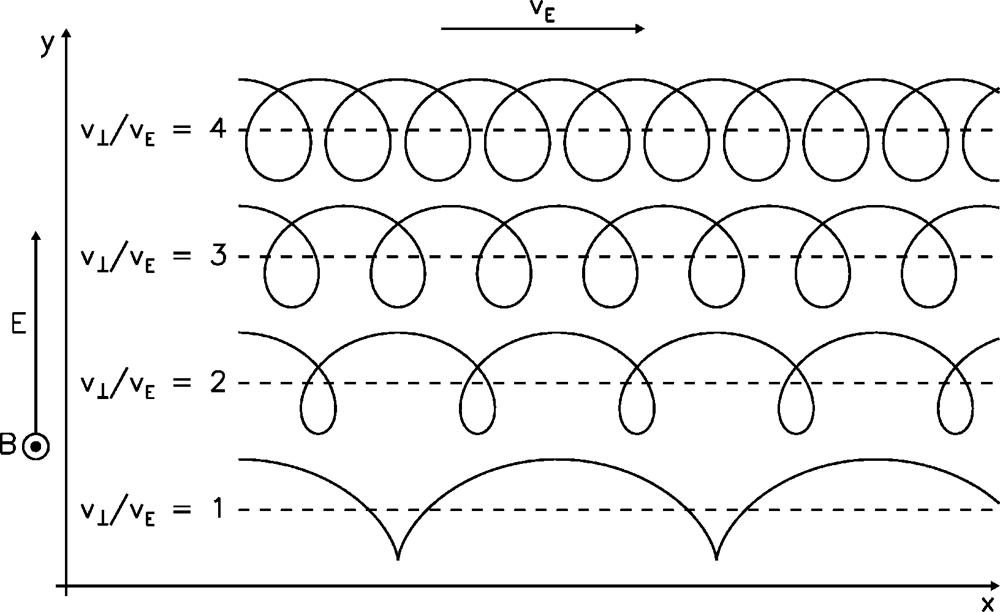 v_E
y
v⊥/v_E = 4
v⊥/v_E = 3
E
v⊥/v_E = 2
B
v⊥/v_E = 1
x